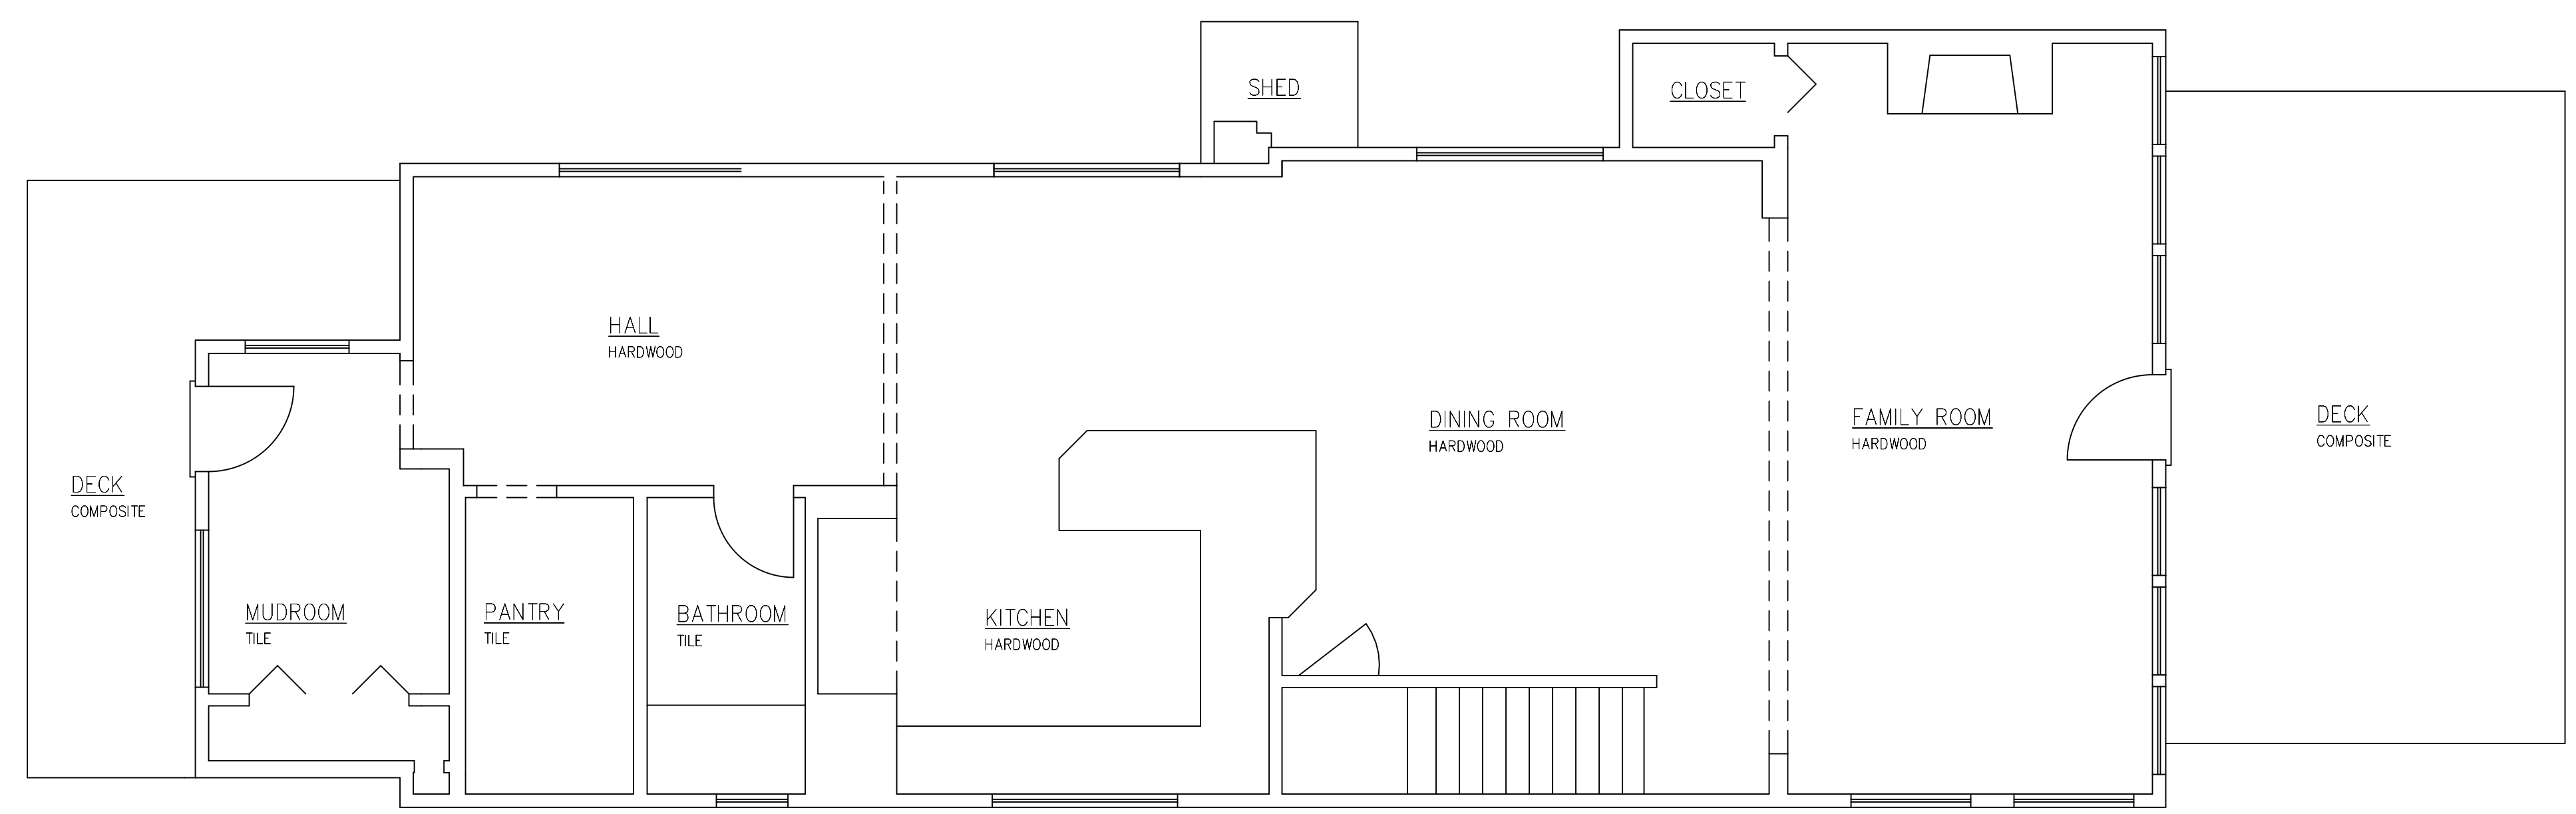 SHED
CLOSET
HALL
HARDWOOD
DINING ROOM
HARDWOOD
FAMILY ROOM
HARDWOOD
DECK
COMPOSITE
DECK
COMPOSITE
MUDROOM
TILE
PANTRY
TILE
BATHROOM
TILE
KITCHEN
HARDWOOD